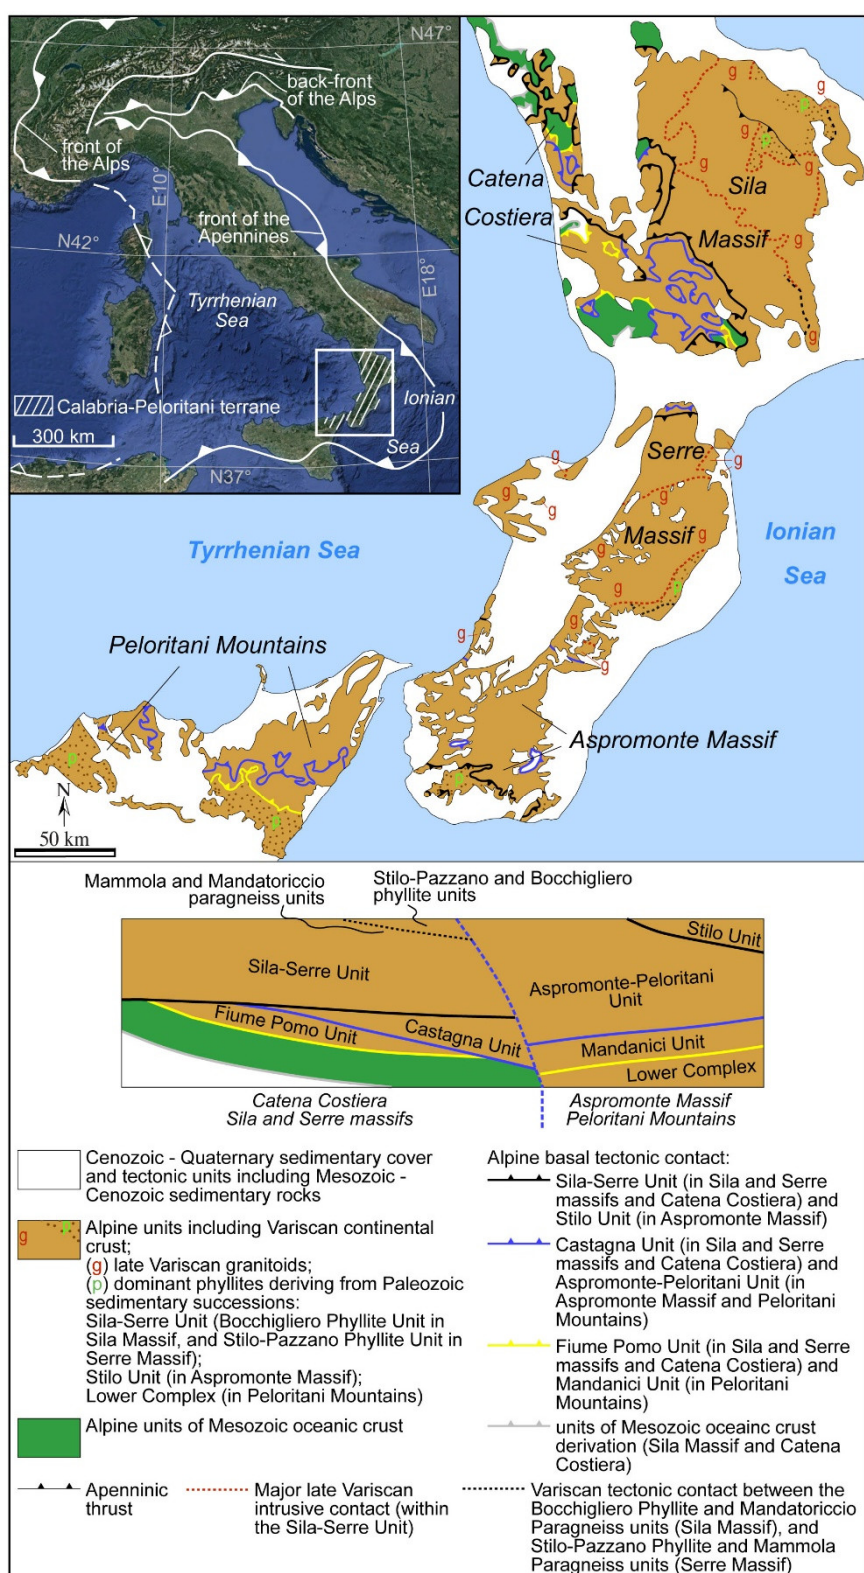 N47°
back-front
of the Alps
front of
the Alps
E10°
front of the
Apennines
N42°
E18°
Tyrrhenian
Sea
Calabria-Peloritani terrane
300 km
Ionian
Sea
N37°
g
g
p
g
p
g
g
g
g
g
Catena
Costiera
Sila
Massif
Serre
Massif
g
g
g
g
g
g
g
g
p
g
g
g
g
Tyrrhenian Sea
Ionian
Sea
Peloritani Mountains
Aspromonte Massif
p
p
p
N
50 km
Mammola and Mandatoriccio
paragneiss units
Stilo-Pazzano and Bocchigliero
phyllite units
Stilo Unit
Sila-Serre Unit
Aspromonte-Peloritani
Unit
Fiume Pomo Unit
Castagna Unit
Mandanici Unit
Lower Complex
Catena Costiera
Sila and Serre massifs
Aspromonte Massif
Peloritani Mountains
Cenozoic - Quaternary sedimentary cover
and tectonic units including Mesozoic -
Cenozoic sedimentary rocks
g
p
Alpine units including Variscan continental
crust;
(g) late Variscan granitoids;
(p) dominant phyllites deriving from Paleozoic
sedimentary successions:
Sila-Serre Unit (Bocchigliero Phyllite Unit in
Sila Massif, and Stilo-Pazzano Phyllite Unit in
Serre Massif);
Stilo Unit (in Aspromonte Massif);
Lower Complex (in Peloritani Mountains)
Alpine units of Mesozoic oceanic crust
Alpine basal tectonic contact:
Sila-Serre Unit (in Sila and Serre
massifs and Catena Costiera) and
Stilo Unit (in Aspromonte Massif)
Castagna Unit (in Sila and Serre
massifs and Catena Costiera) and
Aspromonte-Peloritani Unit (in
Aspromonte Massif and Peloritani
Mountains)
Fiume Pomo Unit (in Sila and Serre
massifs and Catena Costiera) and
Mandanici Unit (in Peloritani
Mountains)
units of Mesozoic oceainc crust
derivation (Sila Massif and Catena
Costiera)
Apenninic
thrust
Major late Variscan
intrusive contact (within
the Sila-Serre Unit)
Variscan tectonic contact between the
Bocchigliero Phyllite and Mandatoriccio
Paragneiss units (Sila Massif), and
Stilo-Pazzano Phyllite and Mammola
Paragneiss units (Serre Massif)